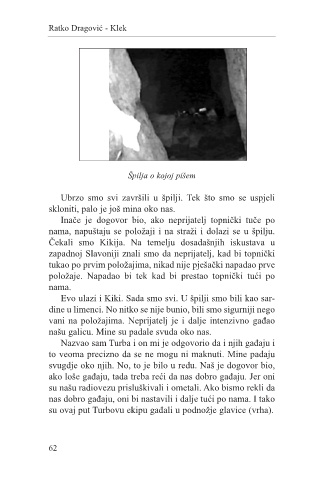 Ratko Dragović - Klek
Špilja o kojoj pišem
Ubrzo smo svi završili u špilji. Tek što smo se uspjeli
skloniti, palo je još mina oko nas.
Inače je dogovor bio, ako neprijatelj topnički tuče po
nama, napuštaju se položaji i na straži i dolazi se u špilju.
Čekali smo Kikija. Na temelju dosadašnjih iskustava u
zapadnoj Slavoniji znali smo da neprijatelj, kad bi topnički
tukao po prvim položajima, nikad nije pješački napadao prve
položaje. Napadao bi tek kad bi prestao topnički tući po
nama.
Evo ulazi i Kiki. Sada smo svi. U špilji smo bili kao sar-
dine u limenci. No nitko se nije bunio, bili smo sigurniji nego
vani na položajima. Neprijatelj je i dalje intenzivno gađao
našu galicu. Mine su padale svuda oko nas.
Nazvao sam Turba i on mi je odgovorio da i njih gađaju i
to veoma precizno da se ne mogu ni maknuti. Mine padaju
svugdje oko njih. No, to je bilo u redu. Naš je dogovor bio,
ako loše gađaju, tada treba reći da nas dobro gađaju. Jer oni
su našu radiovezu prisluškivali i ometali. Ako bismo rekli da
nas dobro gađaju, oni bi nastavili i dalje tući po nama. I tako
su ovaj put Turbovu ekipu gađali u podnožje glavice (vrha).
62